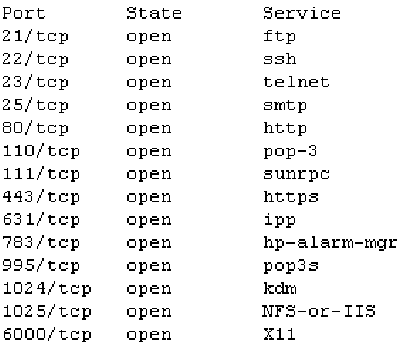 Port State Service
21/tcp open ftp
22/tcp open ssh
23/tcp open telnet
25/tcp open smtp
80/tcp open http
110/tcp open pop-3
111/tcp open sunrpc
443/tcp open https
631/tcp open ipp
783/tcp open hp-alarm-mgr
995/tcp open pop3s
1024/tcp open kdm
1025/tcp open NFS-or-IIS
6000/tcp open X11